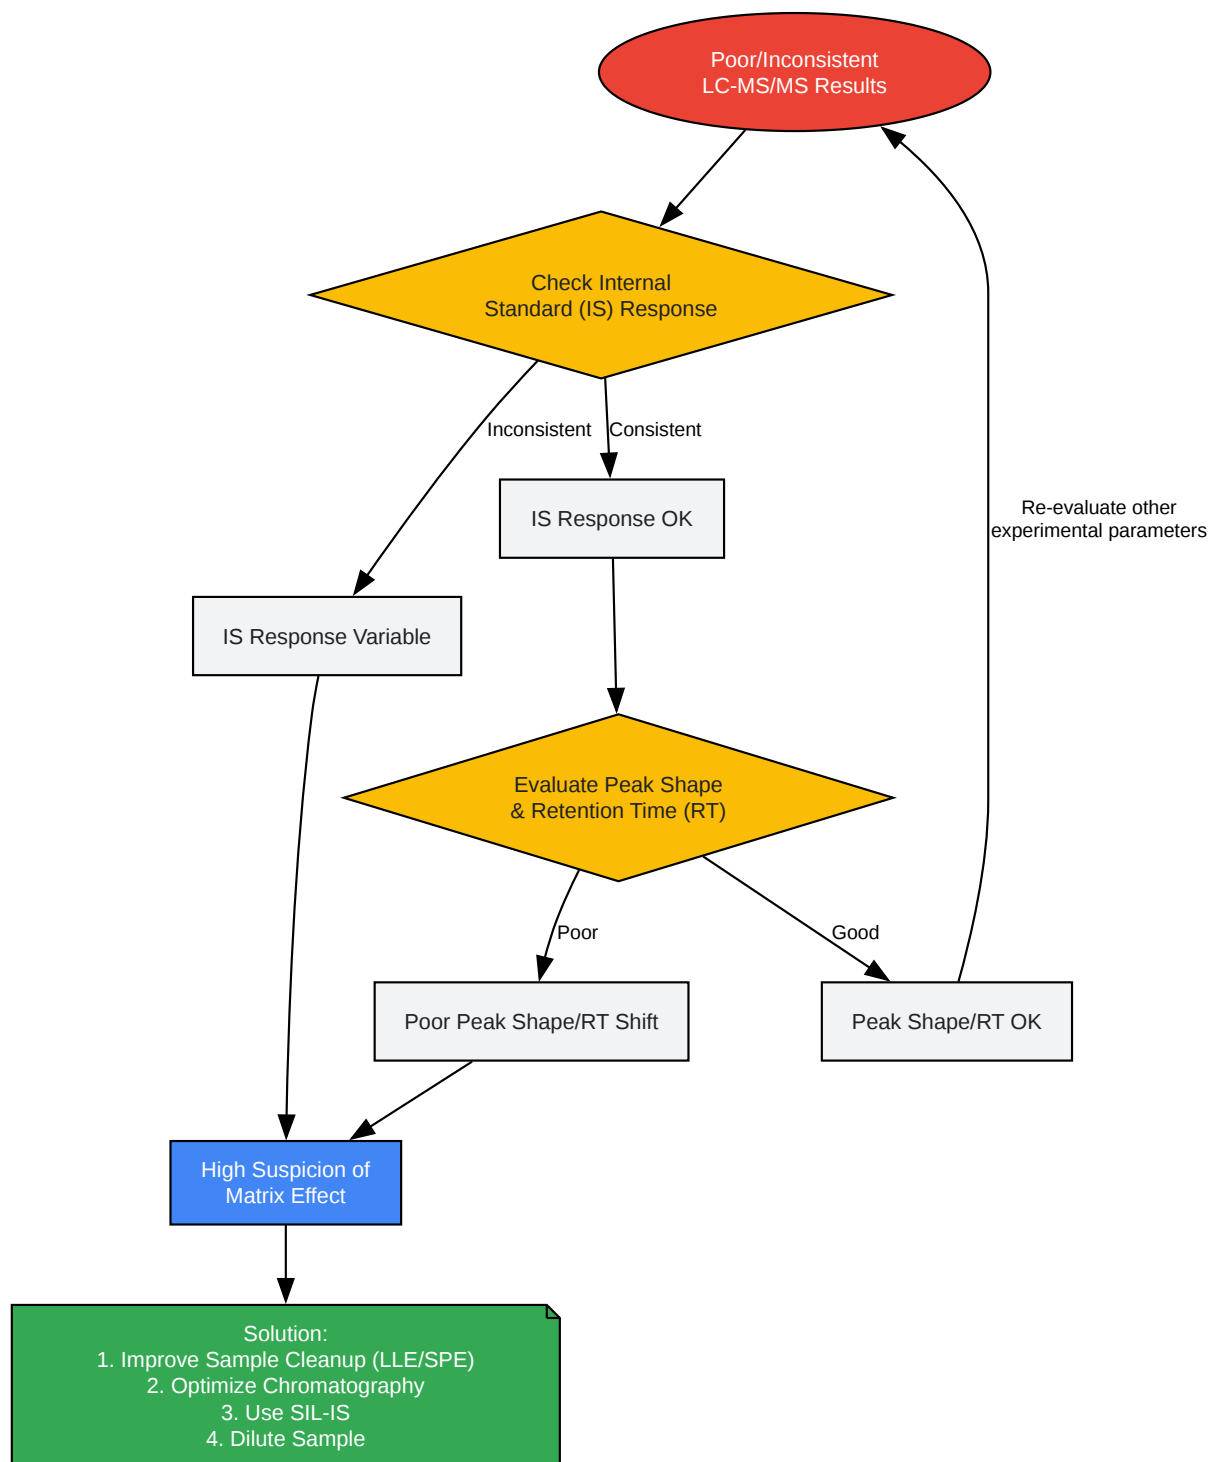 Poor/Inconsistent
LC-MS/MS Results
Check Internal
Standard (IS) Response
Inconsistent
Consistent
IS Response OK
Re-evaluate other
experimental parameters
IS Response Variable
Evaluate Peak Shape
& Retention Time (RT)
Poor
Good
Poor Peak Shape/RT Shift
Peak Shape/RT OK
High Suspicion of
Matrix Effect
Solution:
1. Improve Sample Cleanup (LLE/SPE)
2. Optimize Chromatography
3. Use SIL-IS
4. Dilute Sample